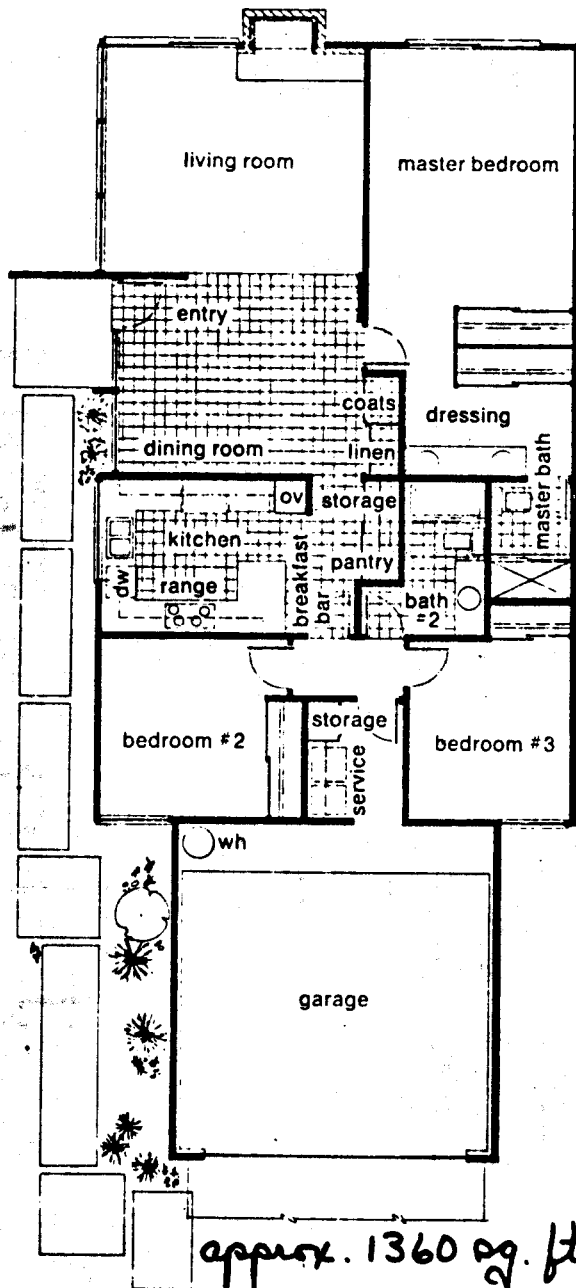 living room
master bedroom
entry
coats
dressing
dining room
linen
master bath
ov
storage
kitchen
breakfast bar
pantry
dw
range
bath #2
storage
bedroom #2
service
bedroom #3
wh
garage
approx. 1360 sq. ft